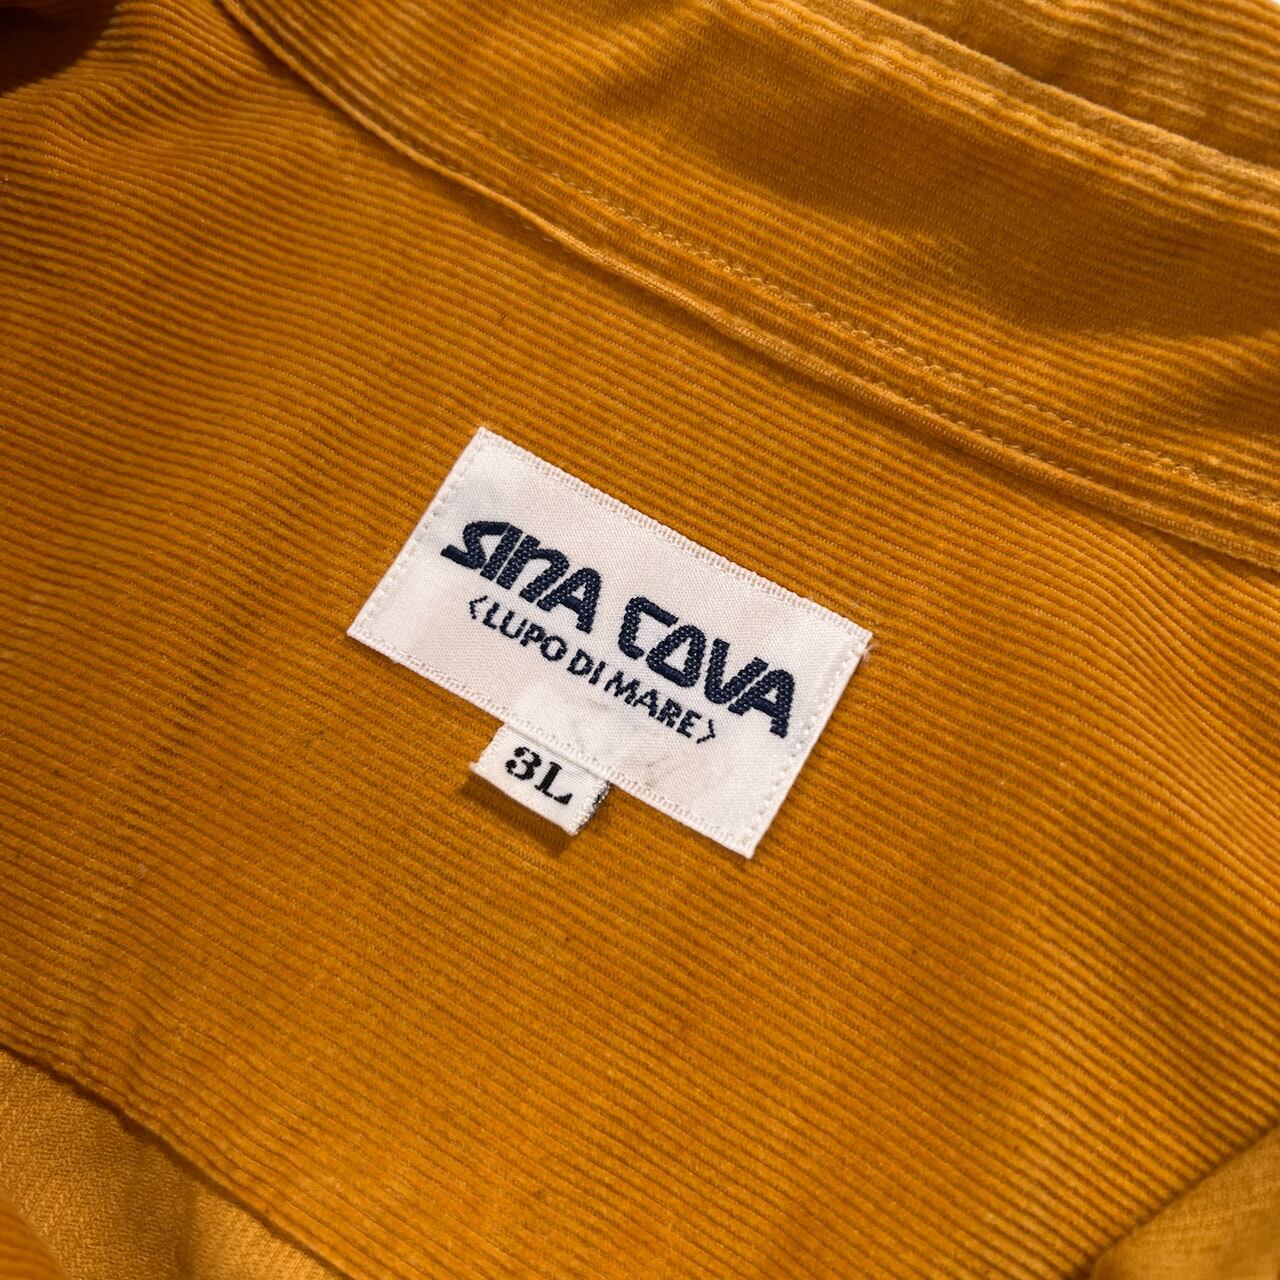 SINA COVA
<LUPO DI MARE>
3L